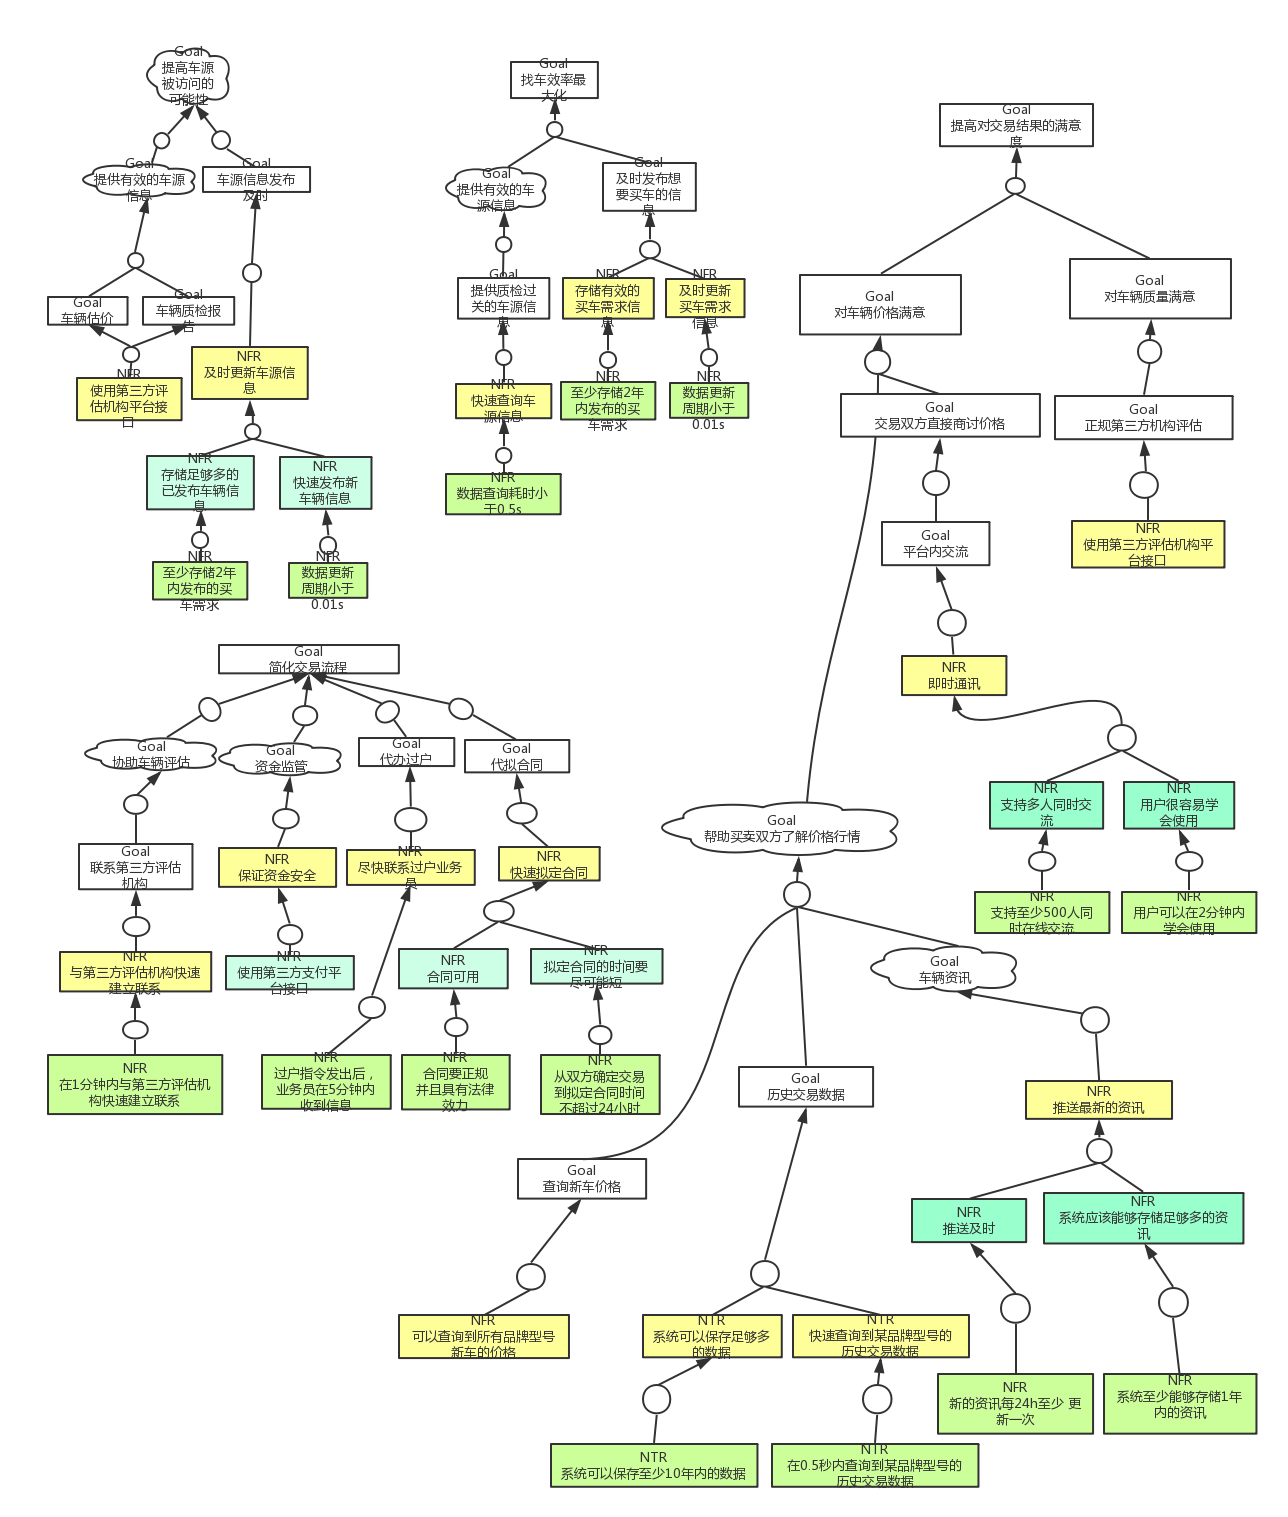 Goal
提高车源
被访问的
可能性
Goal
提供有效的车源
信息
Goal
车源信息发布
及时
Goal
车辆估价
Goal
车辆质检报
告
NFR
使用第三方评
估机构平台接
口
NFR
及时更新车源信
息
NFR
存储足够多的
已发布车辆信
息
NFR
快速发布新
车辆信息
NFR
至少存储2年
内发布的买
车需求
NFR
数据更新
周期小于
0.01s
Goal
找车效率最
大化
Goal
提供有效的车
源信息
Goal
及时发布想
要买车的信
息
Goal
提供质检过
关的车源信
息
NFR
存储有效的
买车需求信
息
NFR
及时更新
买车需求
信息
NFR
快速查询车
源信息
NFR
至少存储2年
内发布的买
车需求
NFR
数据更新
周期小于
0.01s
NFR
数据查询耗时小
于0.5s
Goal
提高对交易结果的满意
度
Goal
对车辆价格满意
Goal
对车辆质量满意
Goal
交易双方直接商讨价格
Goal
正规第三方机构评估
Goal
平台内交流
NFR
使用第三方评估机构平
台接口
NFR
即时通讯
NFR
支持多人同时交
流
NFR
用户很容易学
会使用
NFR
支持至少500人同
时在线交流
NFR
用户可以在2分钟内
学会使用
Goal
帮助买卖双方了解价格行情
Goal
车辆资讯
Goal
历史交易数据
NFR
推送最新的资讯
Goal
查询新车价格
NFR
推送及时
NFR
系统应该能够存储足够多的资
讯
NFR
可以查询到所有品牌型号
新车的价格
NTR
系统可以保存足够多
的数据
NTR
快速查询到某品牌型号的
历史交易数据
NFR
新的资讯每24h至少 更
新一次
NFR
系统至少能够存储1年
内的资讯
NTR
系统可以保存至少10年内的数据
NTR
在0.5秒内查询到某品牌型号的
历史交易数据
Goal
简化交易流程
Goal
协助车辆评估
Goal
资金监管
Goal
代办过户
Goal
代拟合同
Goal
联系第三方评估
机构
NFR
保证资金安全
NFR
尽快联系过户业务
员
NFR
快速拟定合同
NFR
与第三方评估机构快速
建立联系
NFR
使用第三方支付平
台接口
NFR
合同可用
NFR
拟定合同的时间要
尽可能短
NFR
在1分钟内与第三方评估机
构快速建立联系
NFR
过户指令发出后，
业务员在5分钟内
收到信息
NFR
合同要正规
并且具有法律
效力
NFR
从双方确定交易
到拟定合同时间
不超过24小时